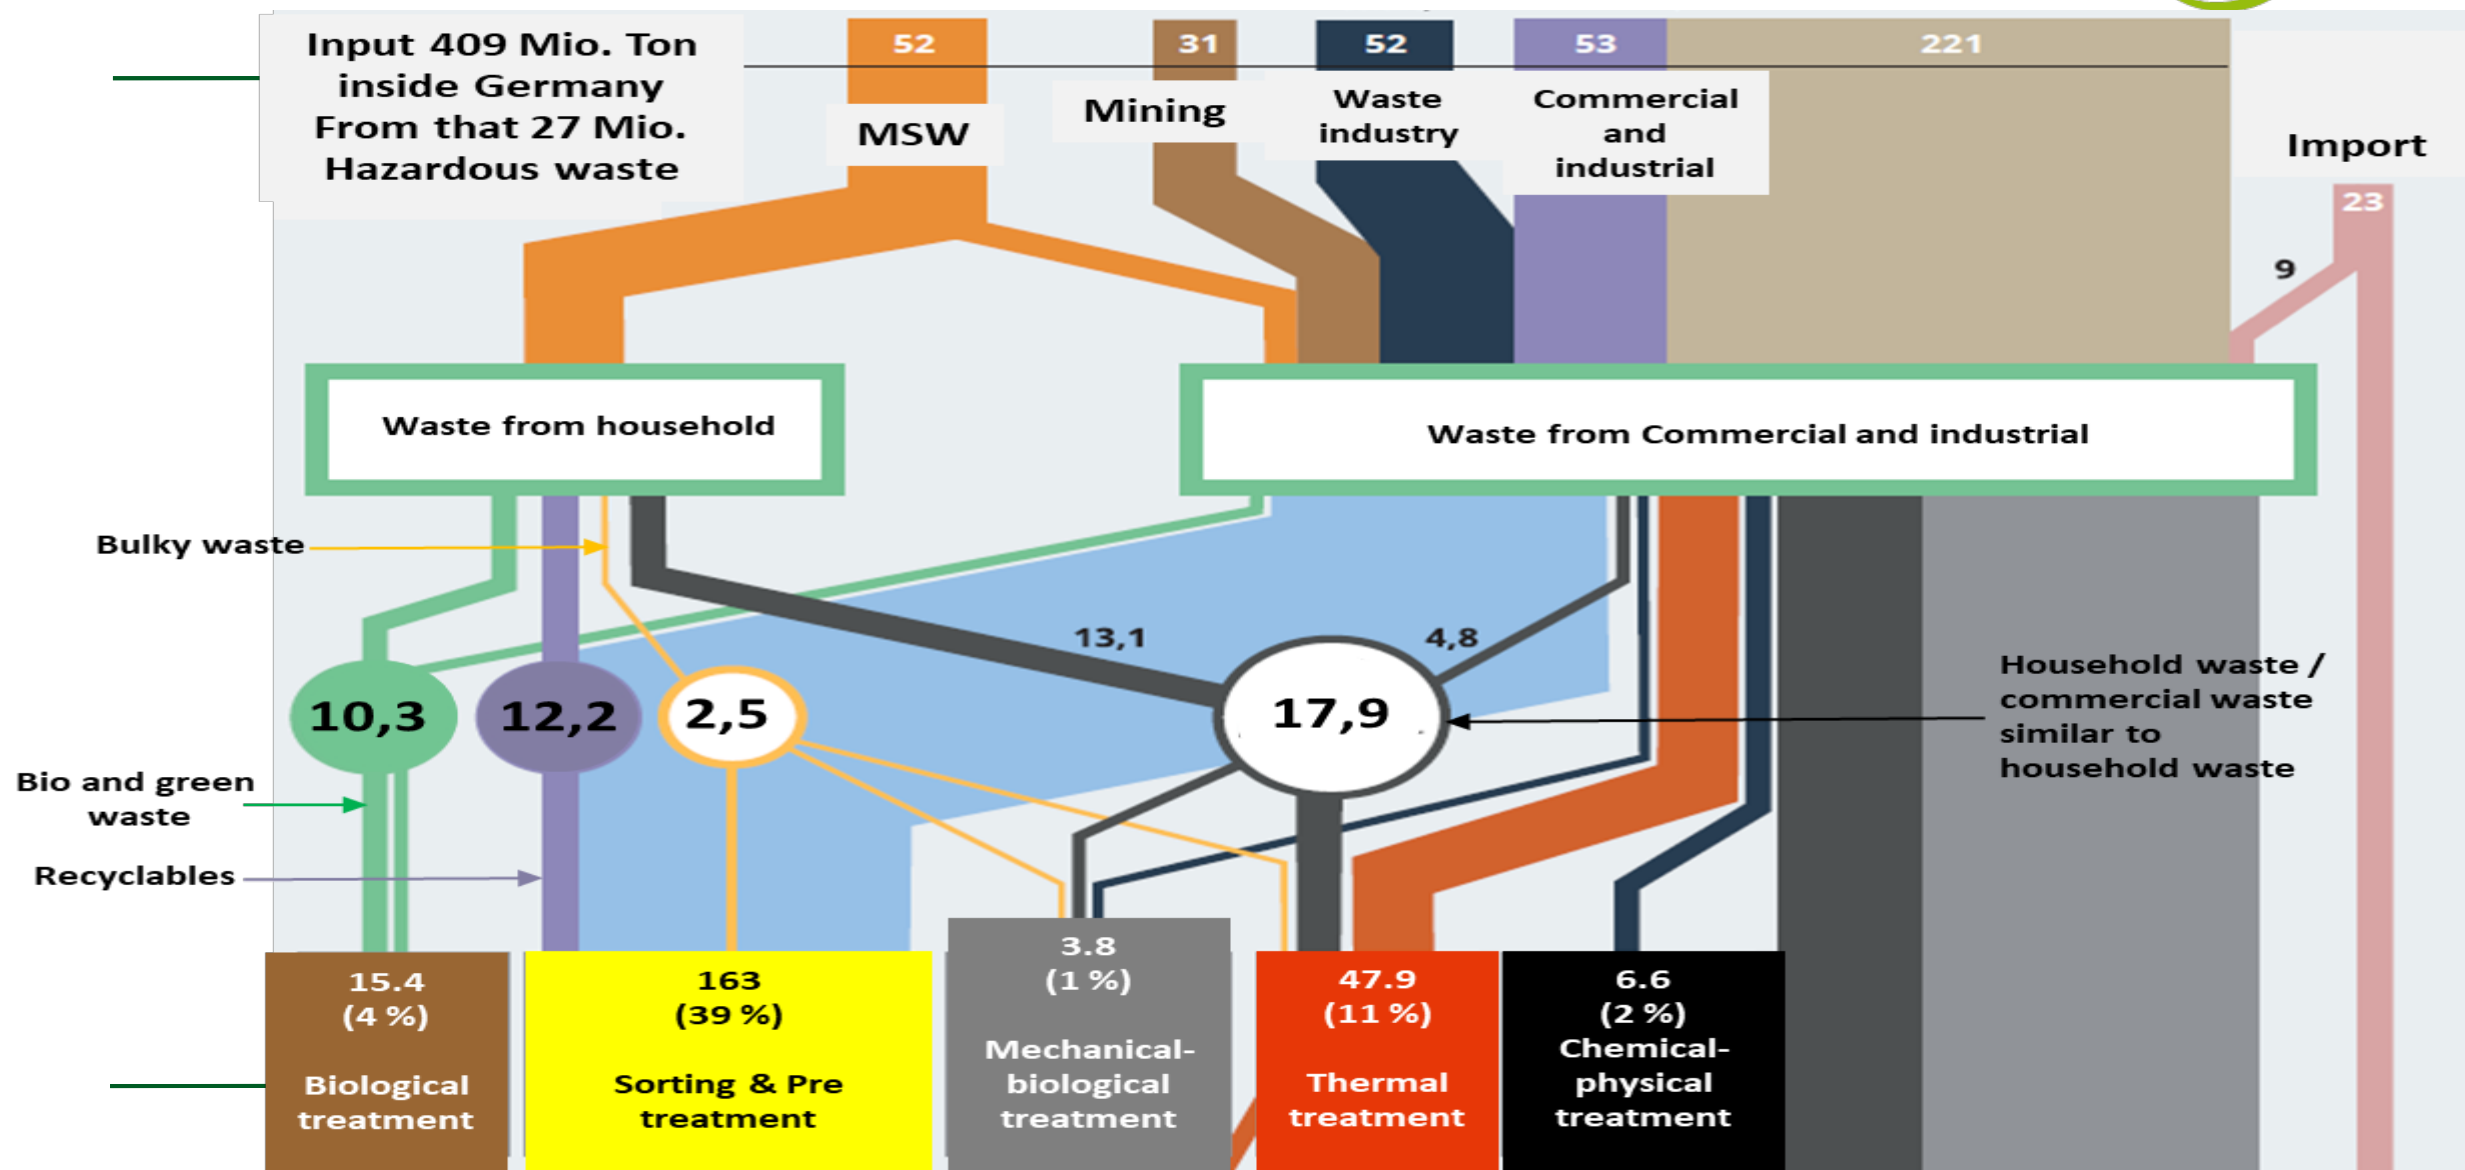 Input 409 Mio. Ton
inside Germany
From that 27 Mio.
Hazardous waste
52
MSW
31
Mining
52
Waste
industry
53
Commercial
and
industrial
221
Import
23
9
Waste from household
Waste from Commercial and industrial
Bulky waste
13,1
4,8
10,3
12,2
2,5
17,9
Household waste /
commercial waste
similar to
household waste
Bio and green
waste
Recyclables
15.4
(4 %)
Biological
treatment
163
(39 %)
Sorting & Pre
treatment
3.8
(1 %)
Mechanical-
biological
treatment
47.9
(11 %)
Thermal
treatment
6.6
(2 %)
Chemical-
physical
treatment